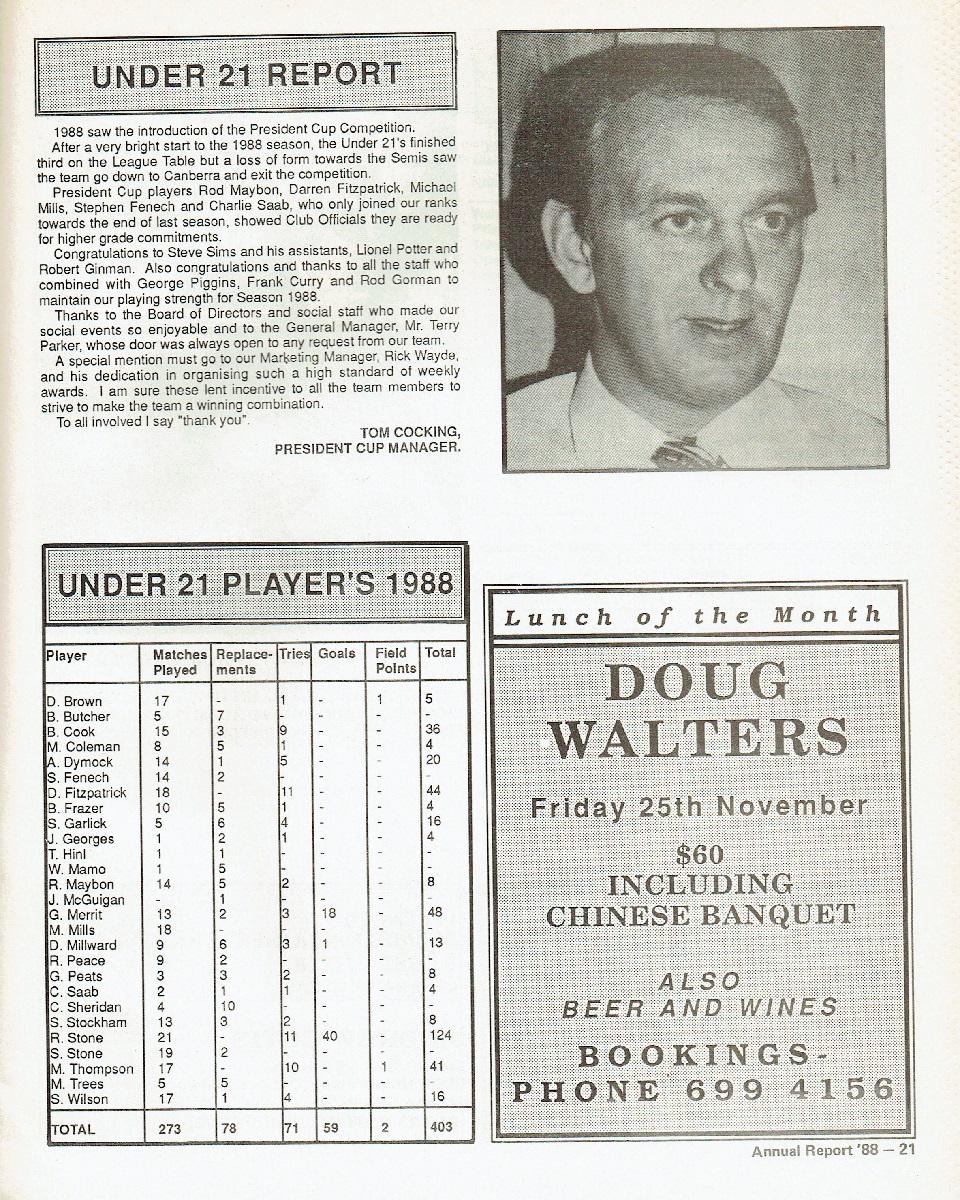 UNDER 21 REPORT
1988 saw the introduction of the President Cup Competition.
After a very bright start to the 1988 season, the Under 21's finished
third on the League Table but a loss of form towards the Semis saw
the team go down to Canberra and exit the competition.
President Cup players Rod Maybon, Darren Fitzpatrick, Michael
Mills, Stephen Fenech and Charlie Saab, who only joined our ranks
towards the end of last season, showed Club Officials they are ready
for higher grade commitments.
Congratulations to Steve Sims and his assistants, Lionel Potter and
Robert Ginman. Also congratulations and thanks to all the staff who
combined with George Piggins, Frank Curry and Rod Gorman to
maintain our playing strength for Season 1988.
Thanks to the Board of Directors and social staff who made our
social events so enjoyable and to the General Manager, Mr. Terry
Parker, whose door was always open to any request from our team.
A special mention must go to our Marketing Manager, Rick Wayde,
and his dedication in organising such a high standard of weekly
awards. I am sure these lent incentive to all the team members to
strive to make the team a winning combination.
To all involved I say "thank you".
TOM COCKING,
PRESIDENT CUP MANAGER.
UNDER 21 PLAYER'S 1988
Player Matches Played Replace-ments Tries Goals Field Points Total
D. Brown 17 - 1 - 1 5
B. Butcher 5 7 - - - -
B. Cook 15 3 9 - - 36
M. Coleman 8 5 1 - - 4
A. Dymock 14 1 5 - - 20
S. Fenech 14 2 - - - -
D. Fitzpatrick 18 - 11 - - 44
B. Frazer 10 5 1 - - 4
S. Garlick 5 6 4 - - 16
J. Georges 1 2 1 - - 4
T. Hinl 1 1 - - - -
W. Mamo 1 5 - - - -
R. Maybon 14 5 2 - - 8
J. McGuigan - 1 - - - -
G. Merrit 13 2 3 18 - 48
M. Mills 18 - - - - -
D. Millward 9 6 3 1 - 13
R. Peace 9 2 - - - -
G. Peats 3 3 2 - - 8
C. Saab 2 1 1 - - 4
C. Sheridan 4 10 - - - -
S. Stockham 13 3 2 - - 8
R. Stone 21 - 11 40 - 124
S. Stone 19 2 - - - -
M. Thompson 17 - 10 - 1 41
M. Trees 5 5 - - - -
S. Wilson 17 1 4 - - 16
TOTAL 273 78 71 59 2 403
Lunch of the Month
DOUG
WALTERS
Friday 25th November
$60
INCLUDING
CHINESE BANQUET
ALSO
BEER AND WINES
BOOKINGS-
PHONE 699 4156
Annual Report '88 — 21